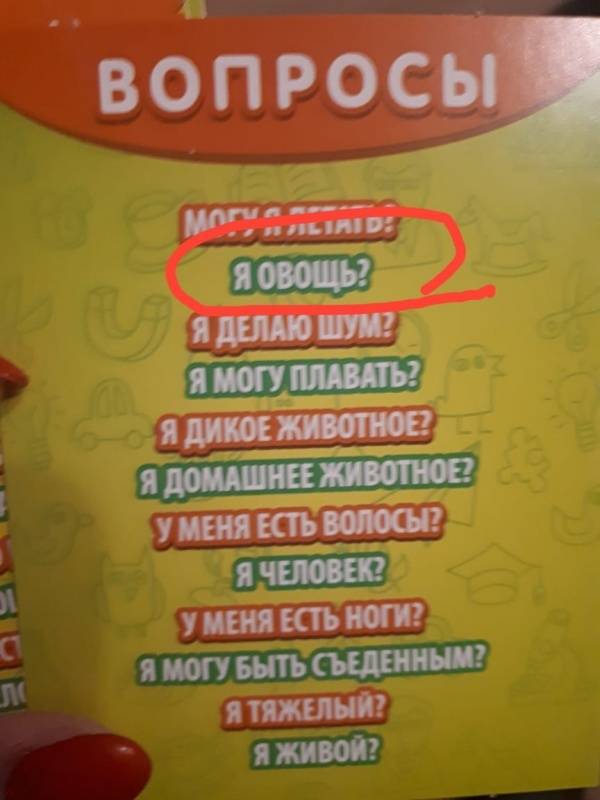 ВОПРОСЫ
МОГУ Я ЛЕТАТЬ?
Я ОВОЩЬ?
Я ДЕЛАЮ ШУМ?
Я МОГУ ПЛАВАТЬ?
Я ДИКОЕ ЖИВОТНОЕ?
Я ДОМАШНЕЕ ЖИВОТНОЕ?
У МЕНЯ ЕСТЬ ВОЛОСЫ?
Я ЧЕЛОВЕК?
У МЕНЯ ЕСТЬ НОГИ?
Я МОГУ БЫТЬ СЪЕДЕННЫМ?
Я ТЯЖЕЛЫЙ?
Я ЖИВОЙ?